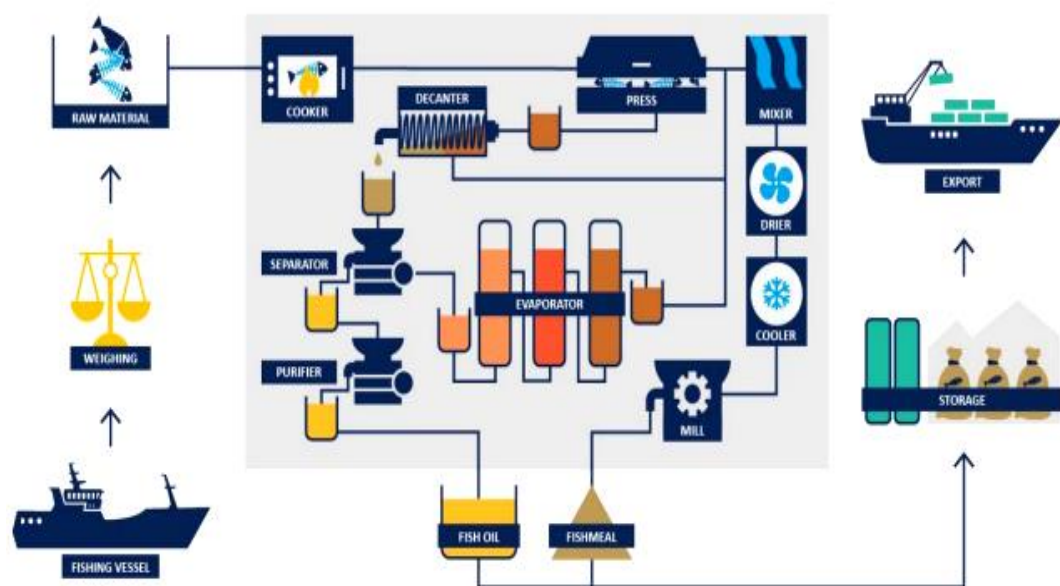 RAW MATERIAL
COOKER
DECANTER
PRESS
MIXER
EXPORT
DRIER
SEPARATOR
EVAPORATOR
COOLER
WEIGHING
PURIFIER
MILL
STORAGE
FISH OIL
FISHMEAL
FISHING VESSEL